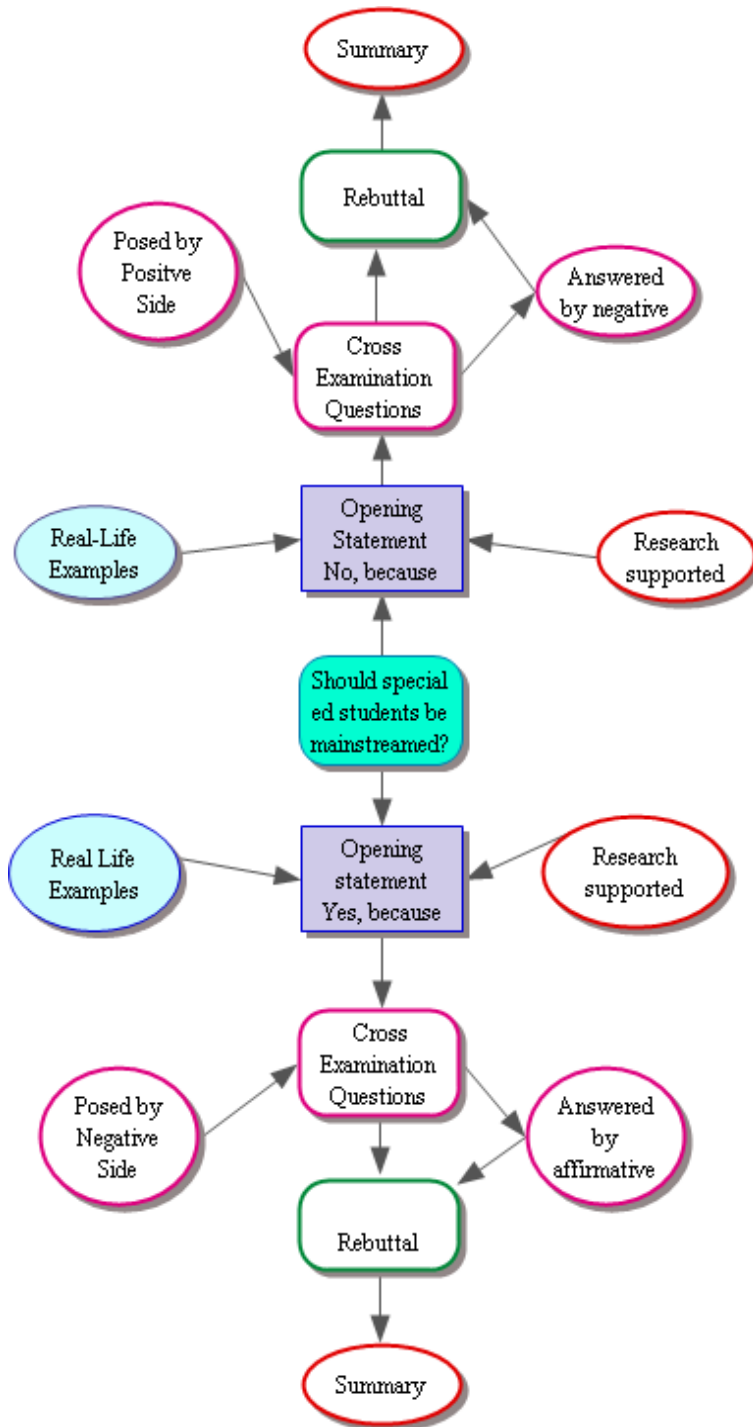 Summary
Rebuttal
Posed by
Positve
Side
Answered
by negative
Cross
Examination
Questions
Real-Life
Examples
Opening
Statement
No, because
Research
supported
Should special
ed students be
mainstreamed?
Real Life
Examples
Opening
statement
Yes, because
Research
supported
Cross
Examination
Questions
Posed by
Negative
Side
Answered
by
affirmative
Rebuttal
Summary